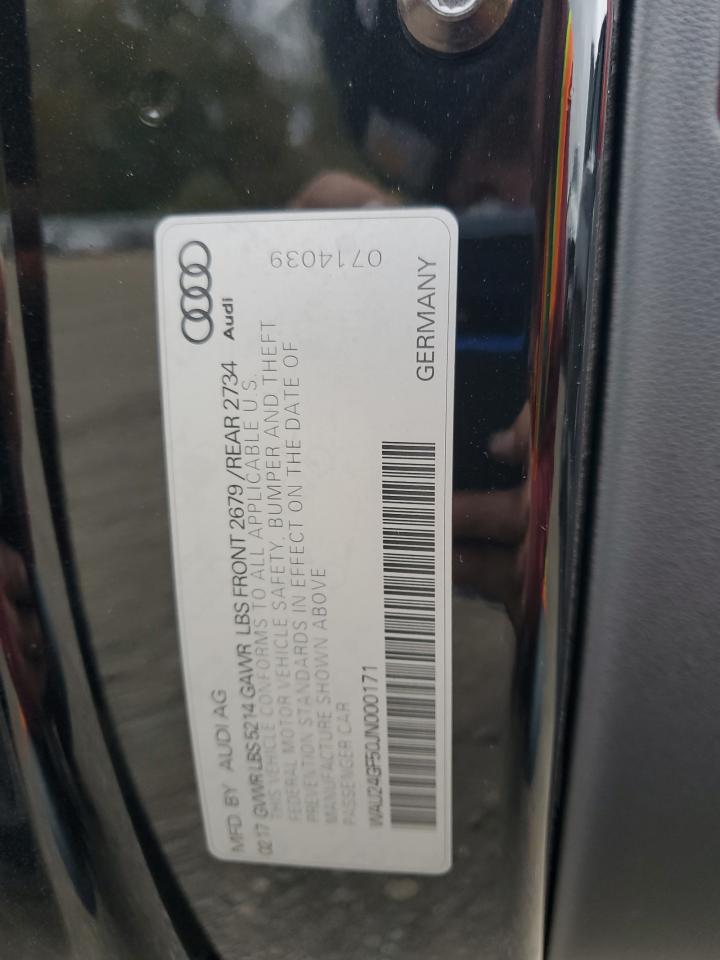 MFD BY AUDI AG
02 17 GVWR LBS 5214 GAWR LBS FRONT 2679 /REAR 2734
Audi
THIS VEHICLE CONFORMS TO ALL APPLICABLE U.S.
FEDERAL MOTOR VEHICLE SAFETY, BUMPER AND THEFT
PREVENTION STANDARDS IN EFFECT ON THE DATE OF
MANUFACTURE SHOWN ABOVE
PASSENGER CAR
0714039
WAU24GF50JN000171
GERMANY